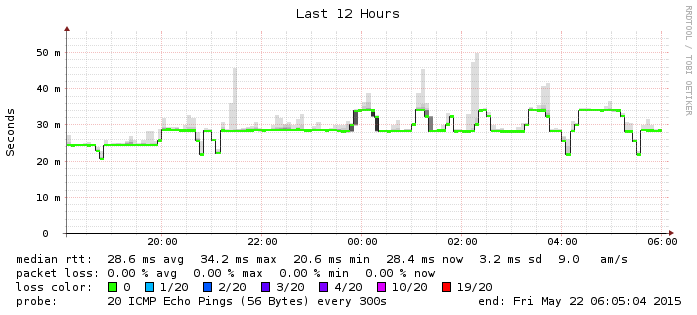 Last 12 Hours
RRDTOOL / TOBI OETIKER
Seconds
50 m
40 m
30 m
20 m
10 m
0
20:00 22:00 00:00 02:00 04:00 06:00
median rtt: 28.6 ms avg 34.2 ms max 20.6 ms min 28.4 ms now 3.2 ms sd 9.0 am/s
packet loss: 0.00 % avg 0.00 % max 0.00 % min 0.00 % now
loss color: 0 1/20 2/20 3/20 4/20 10/20 19/20
probe: 20 ICMP Echo Pings (56 Bytes) every 300s end: Fri May 22 06:05:04 2015